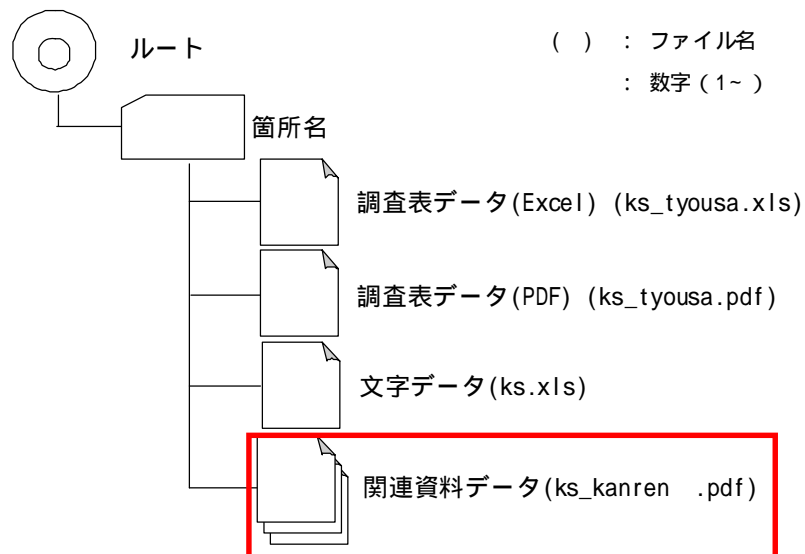 ルート
( ) : ファイル名
: 数字 ( 1~ )
箇所名
調査表データ(Excel) (ks_tyousa.xls)
調査表データ(PDF) (ks_tyousa.pdf)
文字データ(ks.xls)
関連資料データ(ks_kanren .pdf)